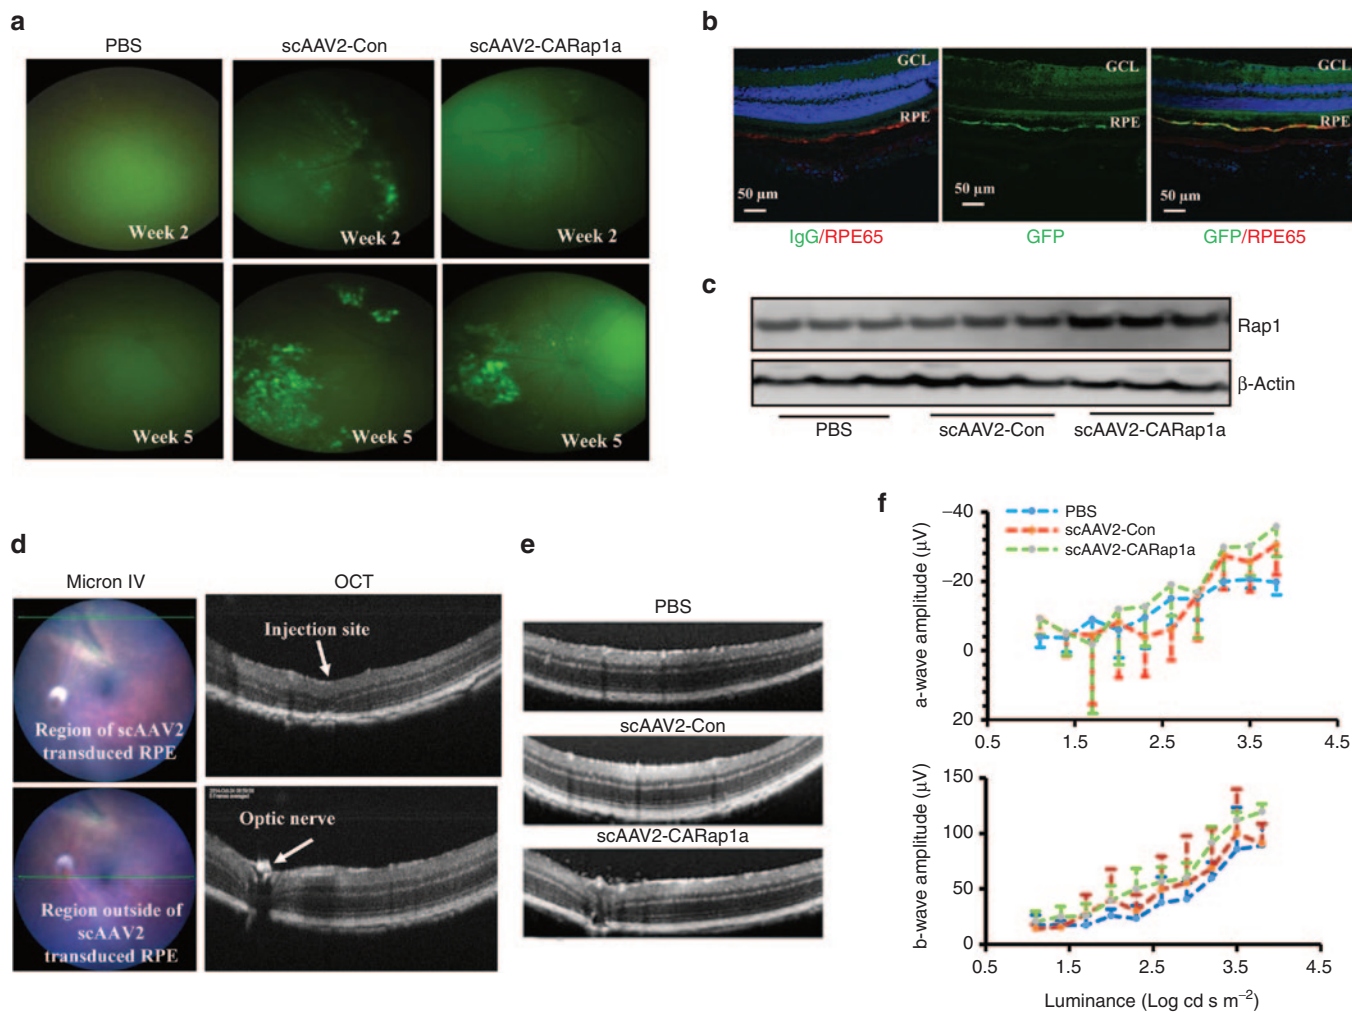 a
PBS
scAAV2-Con
scAAV2-CARap1a
Week 2
Week 2
Week 2
Week 5
Week 5
Week 5
b
GCL
RPE
50 µm
GCL
RPE
50 µm
GCL
RPE
50 µm
IgG/RPE65
GFP
GFP/RPE65
c
Rap1
β-Actin
PBS
scAAV2-Con
scAAV2-CARap1a
d
Micron IV
OCT
Region of scAAV2
transduced RPE
Injection site
Region outside of
scAAV2
transduced RPE
Optic nerve
e
PBS
scAAV2-Con
scAAV2-CARap1a
f
PBS
scAAV2-Con
scAAV2-CARap1a
a-wave amplitude (µV)
−40
−20
0
20
0.5
1.5
2.5
3.5
4.5
b-wave amplitude (µV)
150
100
50
0
0.5
1.5
2.5
3.5
4.5
Luminance (Log cd s m⁻²)